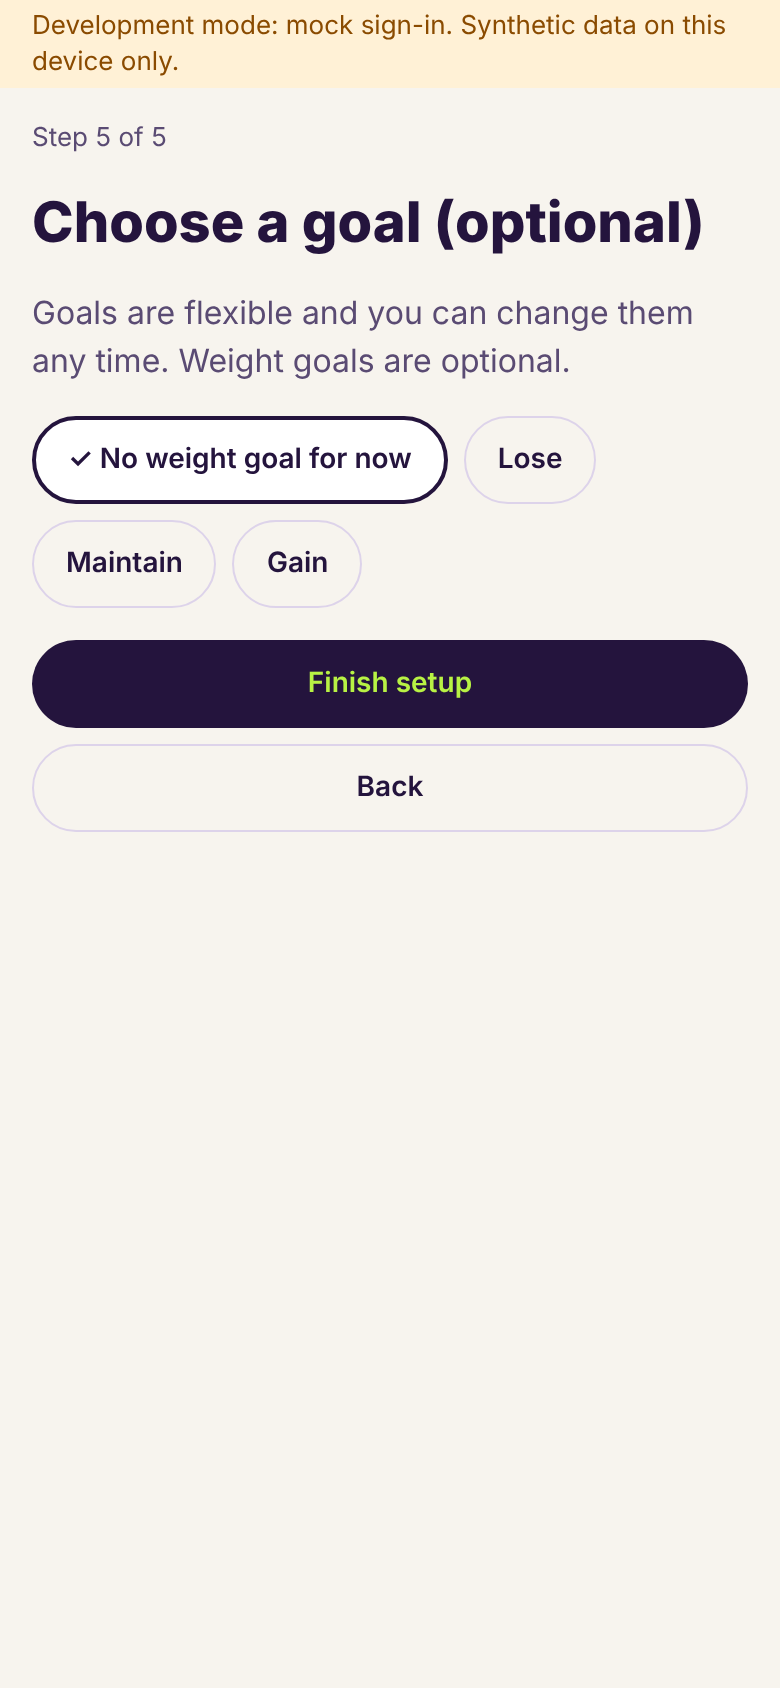 Development mode: mock sign-in. Synthetic data on this
device only.
Step 5 of 5
Choose a goal (optional)
Goals are flexible and you can change them
any time. Weight goals are optional.
✓ No weight goal for now
Lose
Maintain
Gain
Finish setup
Back